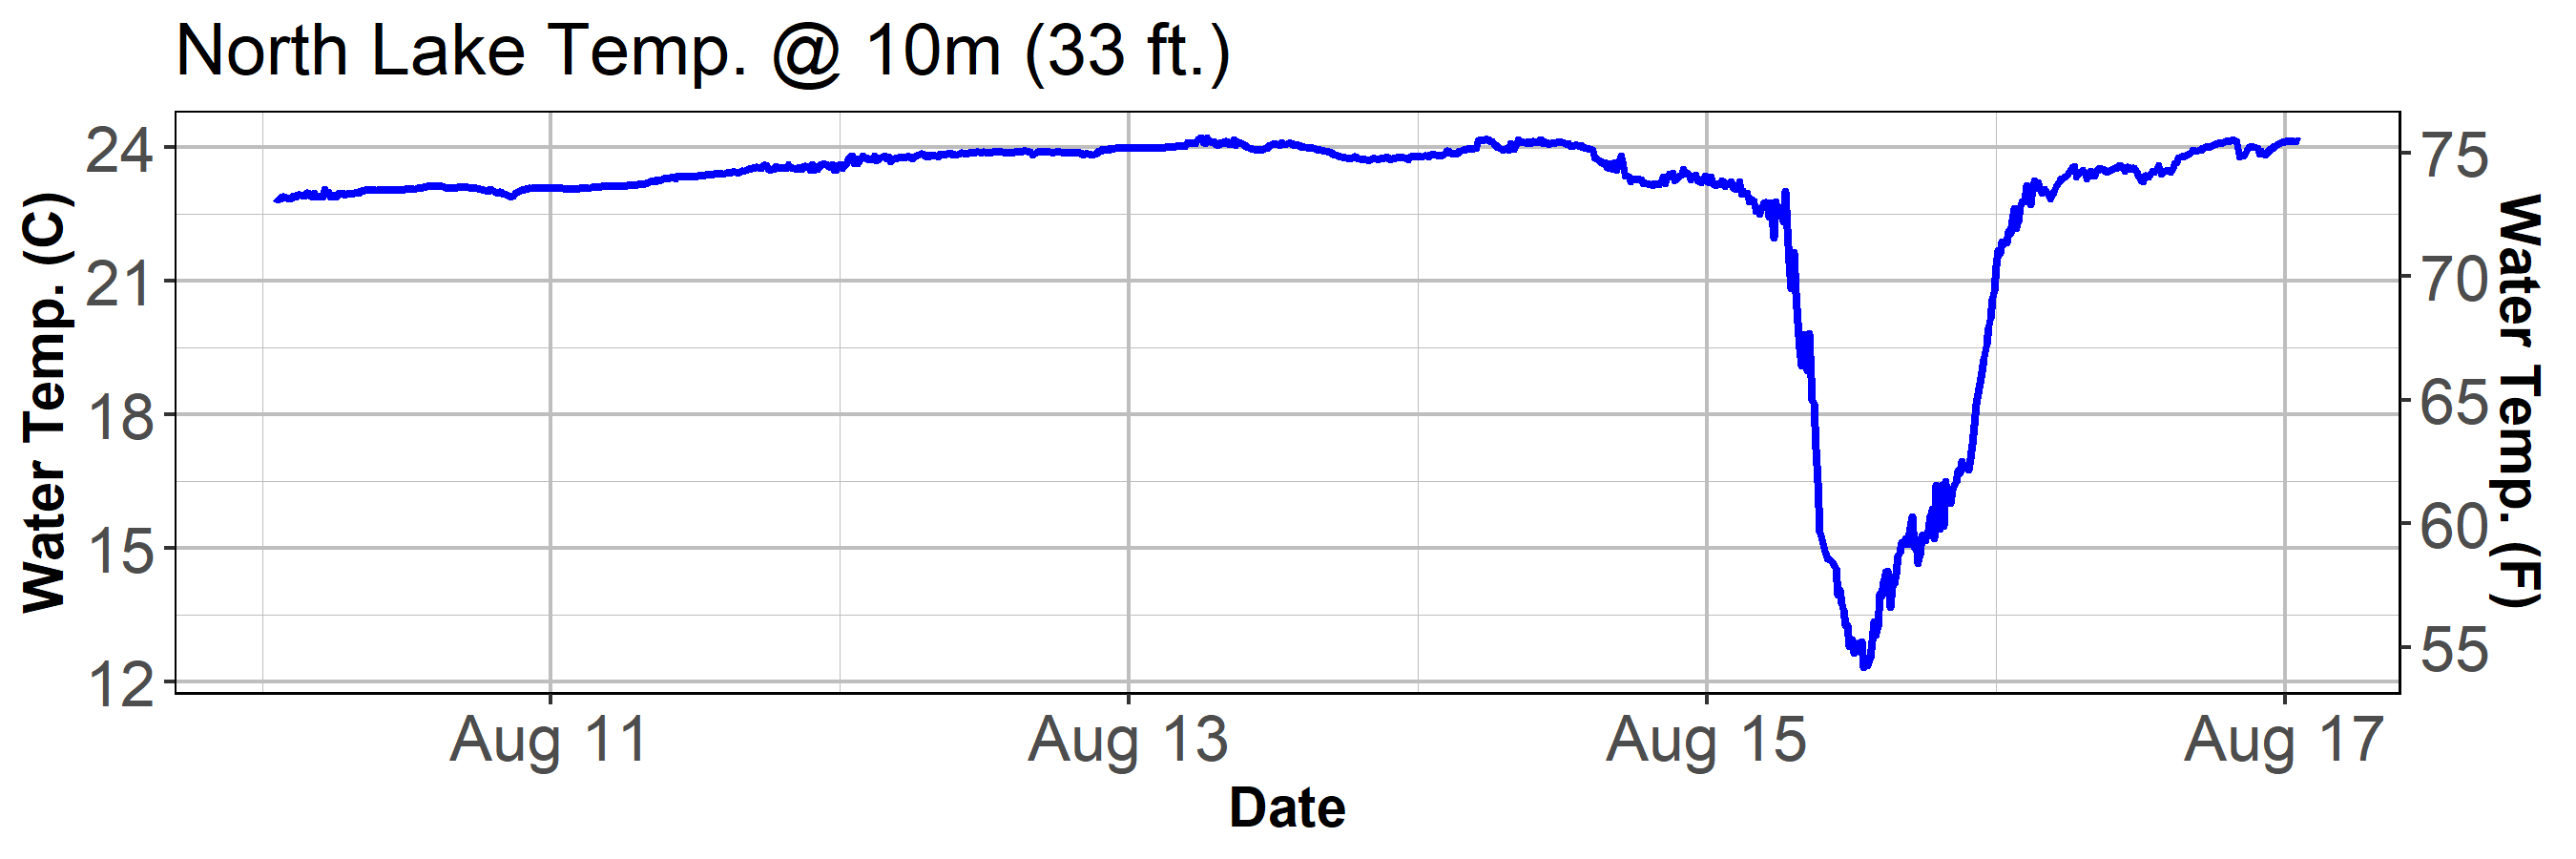 North Lake Temp. @ 10m (33 ft.)
Water Temp. (C)
24
21
18
15
12
75
70
65
60
55
Water Temp. (F)
Aug 11
Aug 13
Aug 15
Aug 17
Date